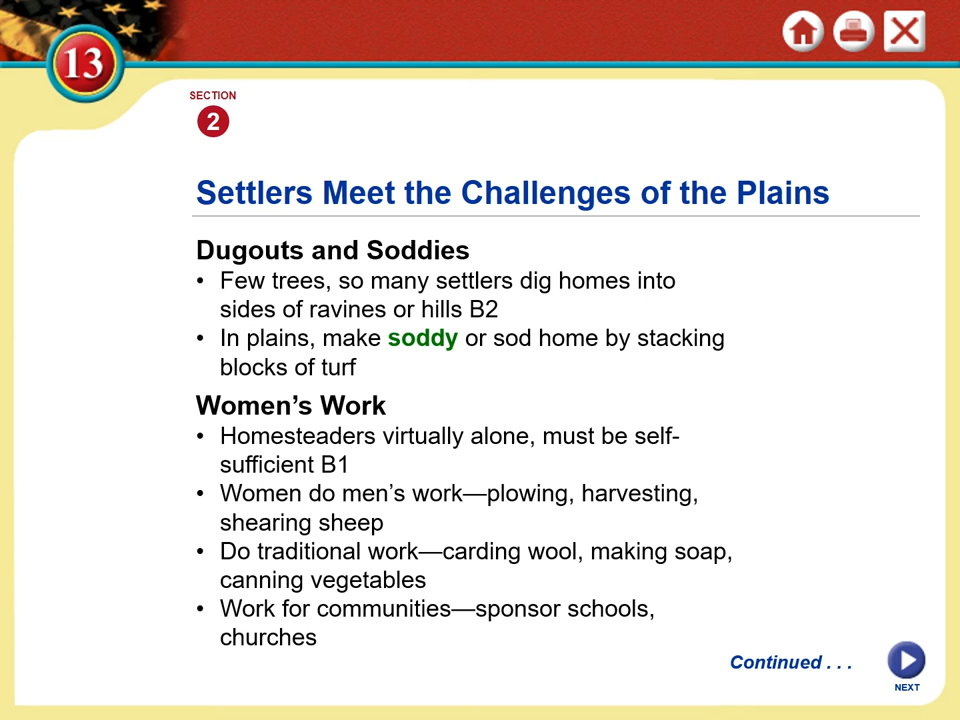 13
SECTION
2
Settlers Meet the Challenges of the Plains
Dugouts and Soddies
• Few trees, so many settlers dig homes into
sides of ravines or hills B2
• In plains, make soddy or sod home by stacking
blocks of turf
Women’s Work
• Homesteaders virtually alone, must be self-
sufficient B1
• Women do men’s work—plowing, harvesting,
shearing sheep
• Do traditional work—carding wool, making soap,
canning vegetables
• Work for communities—sponsor schools,
churches
Continued . . .
NEXT